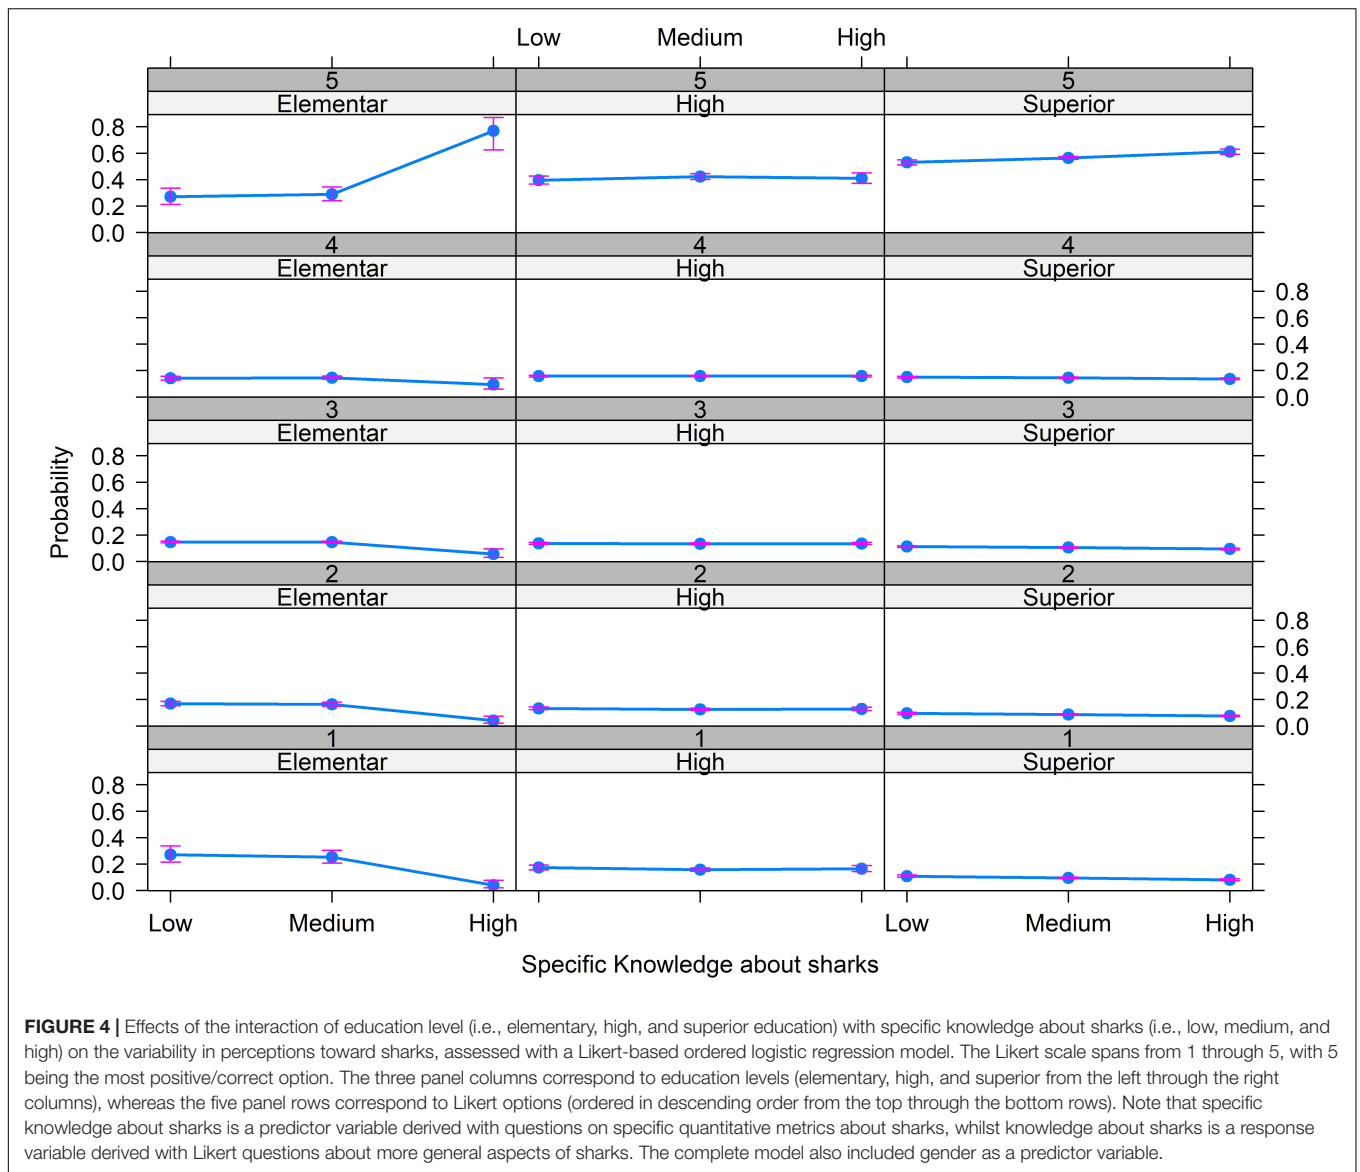 Low Medium High
5 5 5
Elementar High Superior
0.8
0.6
0.4
0.2
0.0
4 4 4
Elementar High Superior
0.8
0.6
0.4
0.2
0.0
3 3 3
Elementar High Superior
0.8
0.6
0.4
0.2
0.0
Probability
2 2 2
Elementar High Superior
0.8
0.6
0.4
0.2
0.0
1 1 1
Elementar High Superior
0.8
0.6
0.4
0.2
0.0
Low Medium High Low Medium High
Specific Knowledge about sharks
FIGURE 4 | Effects of the interaction of education level (i.e., elementary, high, and superior education) with specific knowledge about sharks (i.e., low, medium, and
high) on the variability in perceptions toward sharks, assessed with a Likert-based ordered logistic regression model. The Likert scale spans from 1 through 5, with 5
being the most positive/correct option. The three panel columns correspond to education levels (elementary, high, and superior from the left through the right
columns), whereas the five panel rows correspond to Likert options (ordered in descending order from the top through the bottom rows). Note that specific
knowledge about sharks is a predictor variable derived with questions on specific quantitative metrics about sharks, whilst knowledge about sharks is a response
variable derived with Likert questions about more general aspects of sharks. The complete model also included gender as a predictor variable.